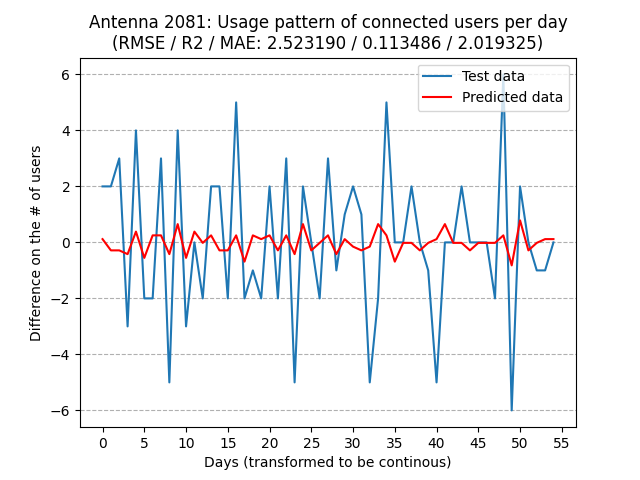 Antenna 2081: Usage pattern of connected users per day
(RMSE / R2 / MAE: 2.523190 / 0.113486 / 2.019325)
Test data
Predicted data
Difference on the # of users
6
4
2
0
−2
−4
−6
0 5 10 15 20 25 30 35 40 45 50 55
Days (transformed to be continous)